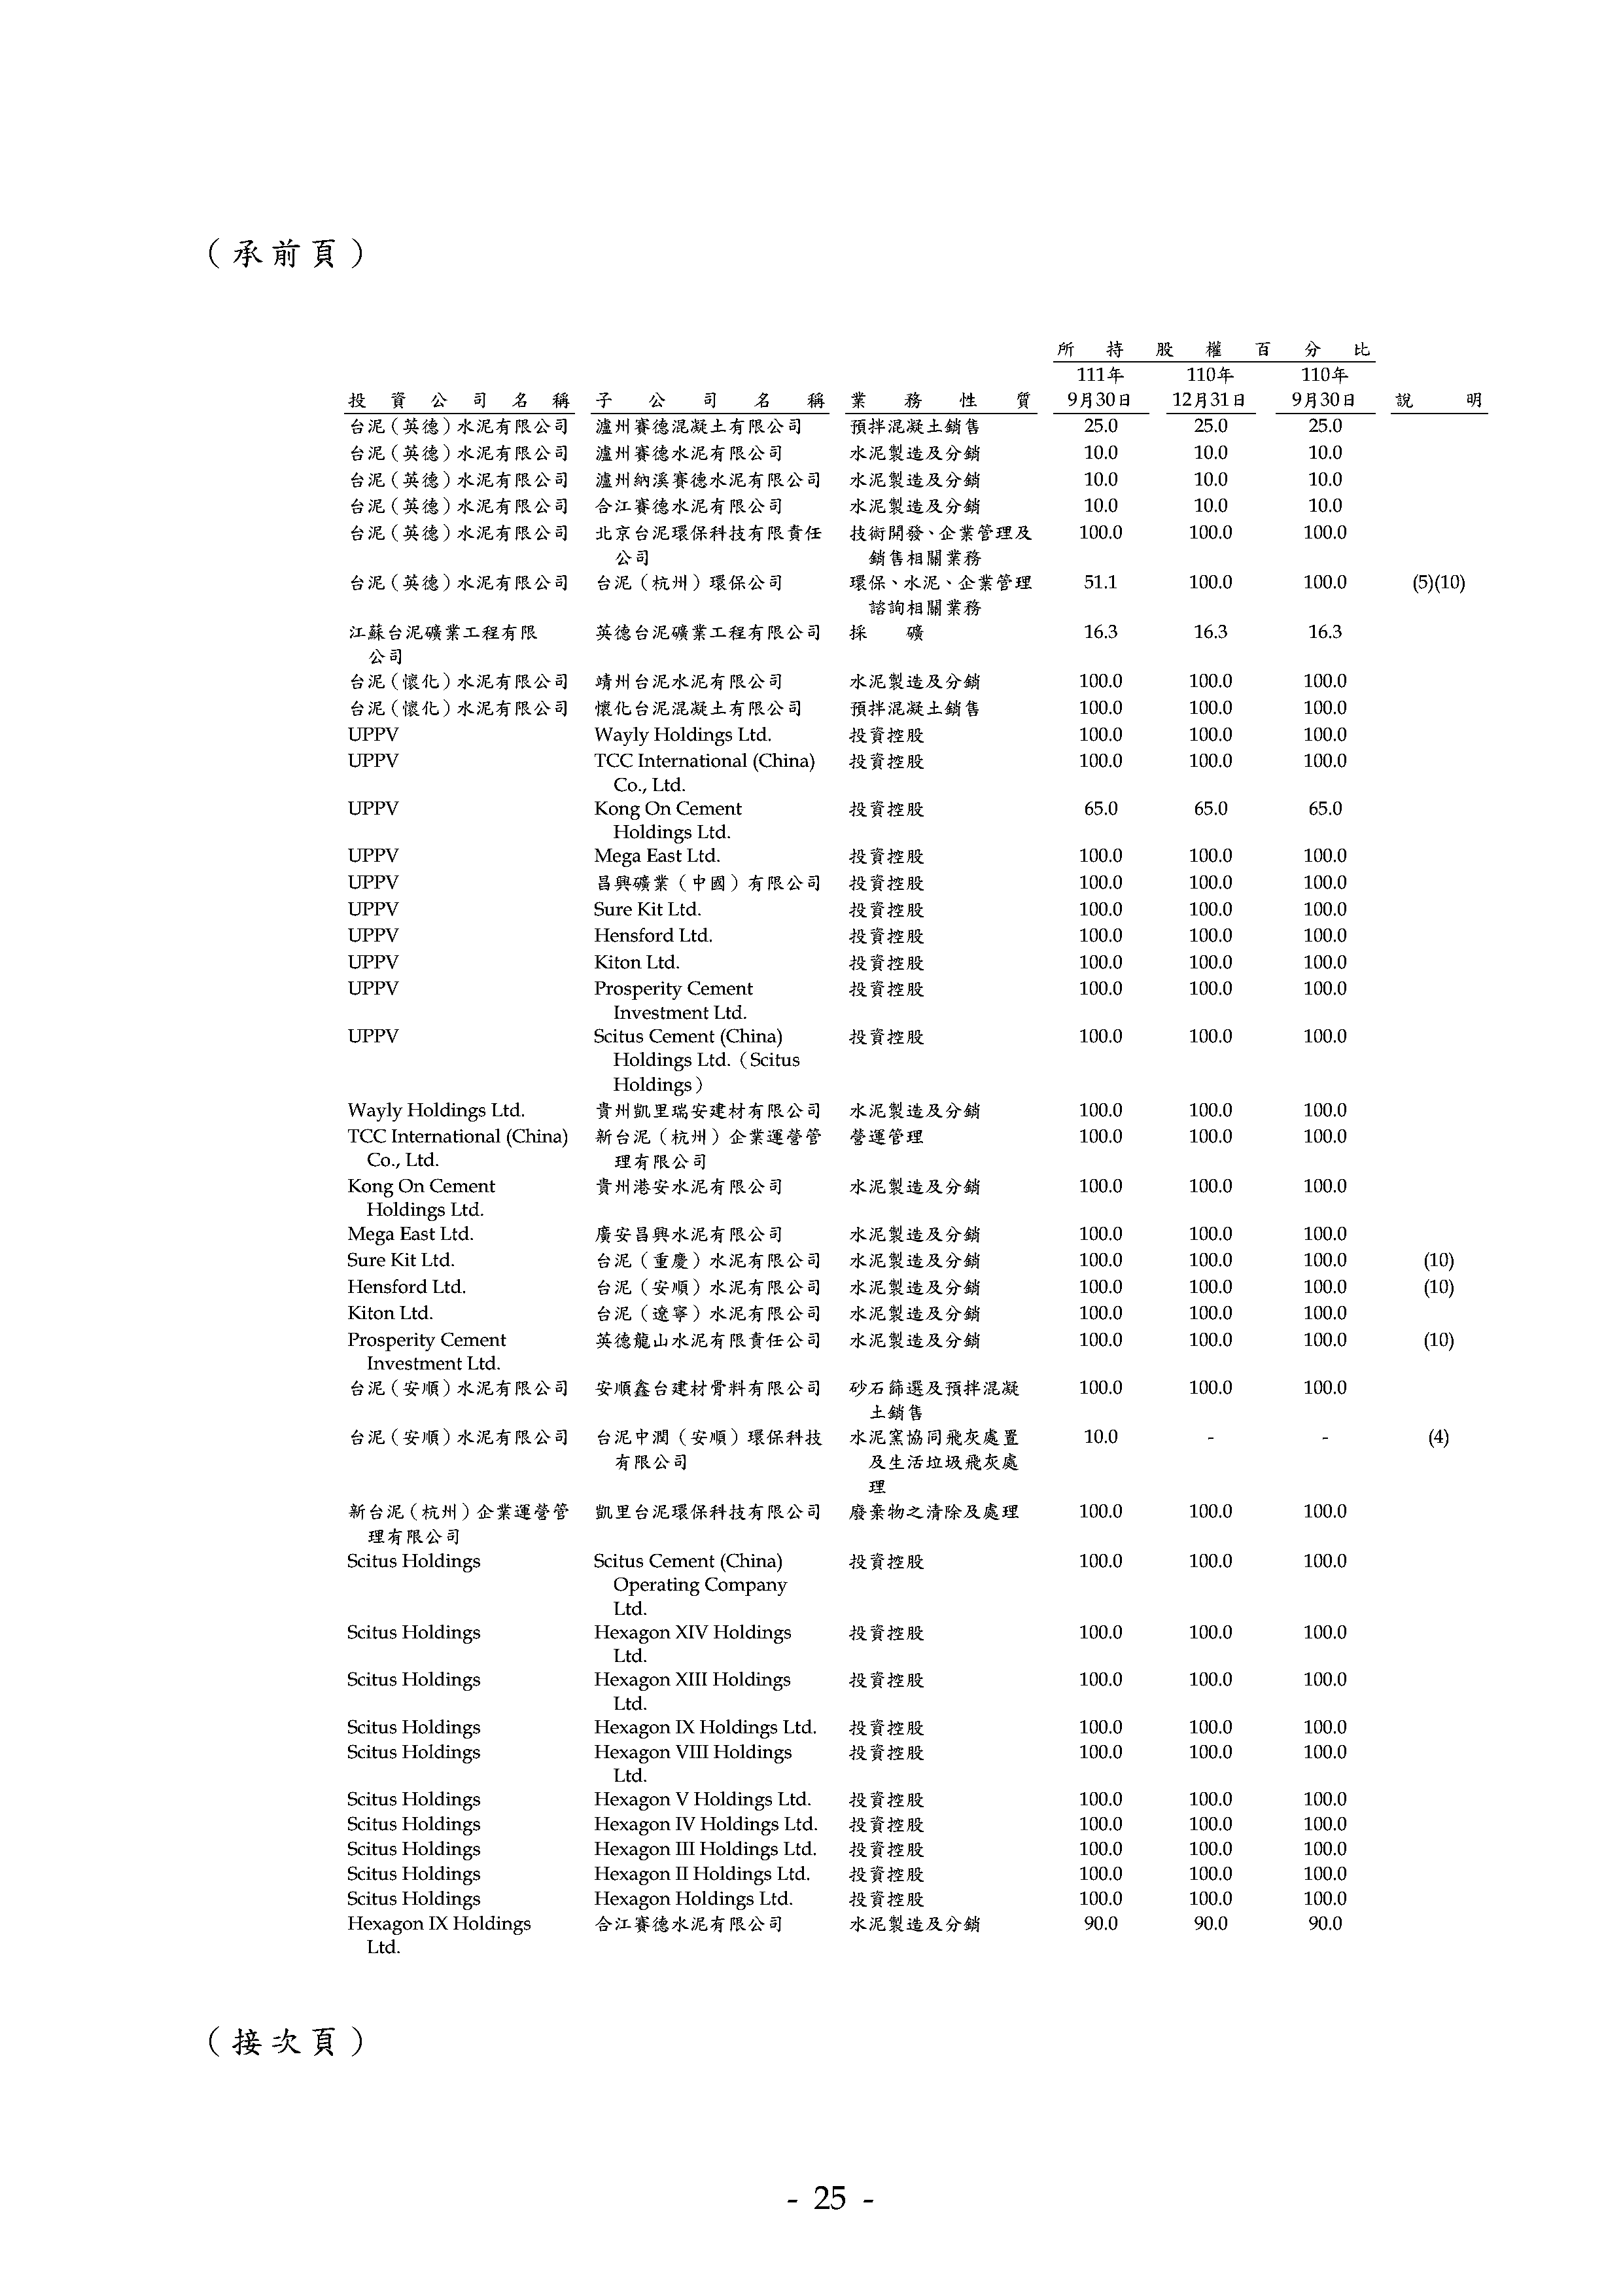 （承前頁）
所持股權百分比
111年 110年 110年
投資公司名稱 子公司名稱 業務性質 9月30日 12月31日 9月30日 說明
台泥（英德）水泥有限公司 瀘州賽德混凝土有限公司 預拌混凝土銷售 25.0 25.0 25.0
台泥（英德）水泥有限公司 瀘州賽德水泥有限公司 水泥製造及分銷 10.0 10.0 10.0
台泥（英德）水泥有限公司 瀘州納溪賽德水泥有限公司 水泥製造及分銷 10.0 10.0 10.0
台泥（英德）水泥有限公司 合江賽德水泥有限公司 水泥製造及分銷 10.0 10.0 10.0
台泥（英德）水泥有限公司 北京台泥環保科技有限責任 技術開發、企業管理及 100.0 100.0 100.0
公司 銷售相關業務
台泥（英德）水泥有限公司 台泥（杭州）環保公司 環保、水泥、企業管理 51.1 100.0 100.0 (5)(10)
諮詢相關業務
江蘇台泥礦業工程有限 英德台泥礦業工程有限公司 採礦 16.3 16.3 16.3
公司
台泥（懷化）水泥有限公司 靖州台泥水泥有限公司 水泥製造及分銷 100.0 100.0 100.0
台泥（懷化）水泥有限公司 懷化台泥混凝土有限公司 預拌混凝土銷售 100.0 100.0 100.0
UPPV Wayly Holdings Ltd. 投資控股 100.0 100.0 100.0
UPPV TCC International (China) 投資控股 100.0 100.0 100.0
Co., Ltd.
UPPV Kong On Cement 投資控股 65.0 65.0 65.0
Holdings Ltd.
UPPV Mega East Ltd. 投資控股 100.0 100.0 100.0
UPPV 昌興礦業（中國）有限公司 投資控股 100.0 100.0 100.0
UPPV Sure Kit Ltd. 投資控股 100.0 100.0 100.0
UPPV Hensford Ltd. 投資控股 100.0 100.0 100.0
UPPV Kiton Ltd. 投資控股 100.0 100.0 100.0
UPPV Prosperity Cement 投資控股 100.0 100.0 100.0
Investment Ltd.
UPPV Scitus Cement (China) 投資控股 100.0 100.0 100.0
Holdings Ltd.（Scitus
Holdings）
Wayly Holdings Ltd. 貴州凱里瑞安建材有限公司 水泥製造及分銷 100.0 100.0 100.0
TCC International (China) 新台泥（杭州）企業運營管 營運管理 100.0 100.0 100.0
Co., Ltd. 理有限公司
Kong On Cement 貴州港安水泥有限公司 水泥製造及分銷 100.0 100.0 100.0
Holdings Ltd.
Mega East Ltd. 廣安昌興水泥有限公司 水泥製造及分銷 100.0 100.0 100.0
Sure Kit Ltd. 台泥（重慶）水泥有限公司 水泥製造及分銷 100.0 100.0 100.0 (10)
Hensford Ltd. 台泥（安順）水泥有限公司 水泥製造及分銷 100.0 100.0 100.0 (10)
Kiton Ltd. 台泥（遼寧）水泥有限公司 水泥製造及分銷 100.0 100.0 100.0
Prosperity Cement 英德龍山水泥有限責任公司 水泥製造及分銷 100.0 100.0 100.0 (10)
Investment Ltd.
台泥（安順）水泥有限公司 安順鑫台建材骨料有限公司 砂石篩選及預拌混凝 100.0 100.0 100.0
土銷售
台泥（安順）水泥有限公司 台泥中潤（安順）環保科技 水泥窯協同飛灰處置 10.0 - - (4)
有限公司 及生活垃圾飛灰處
理
新台泥（杭州）企業運營管 凱里台泥環保科技有限公司 廢棄物之清除及處理 100.0 100.0 100.0
理有限公司
Scitus Holdings Scitus Cement (China) 投資控股 100.0 100.0 100.0
Operating Company
Ltd.
Scitus Holdings Hexagon XIV Holdings 投資控股 100.0 100.0 100.0
Ltd.
Scitus Holdings Hexagon XIII Holdings 投資控股 100.0 100.0 100.0
Ltd.
Scitus Holdings Hexagon IX Holdings Ltd. 投資控股 100.0 100.0 100.0
Scitus Holdings Hexagon VIII Holdings 投資控股 100.0 100.0 100.0
Ltd.
Scitus Holdings Hexagon V Holdings Ltd. 投資控股 100.0 100.0 100.0
Scitus Holdings Hexagon IV Holdings Ltd. 投資控股 100.0 100.0 100.0
Scitus Holdings Hexagon III Holdings Ltd. 投資控股 100.0 100.0 100.0
Scitus Holdings Hexagon II Holdings Ltd. 投資控股 100.0 100.0 100.0
Scitus Holdings Hexagon Holdings Ltd. 投資控股 100.0 100.0 100.0
Hexagon IX Holdings 合江賽德水泥有限公司 水泥製造及分銷 90.0 90.0 90.0
Ltd.
（接次頁）
- 25 -